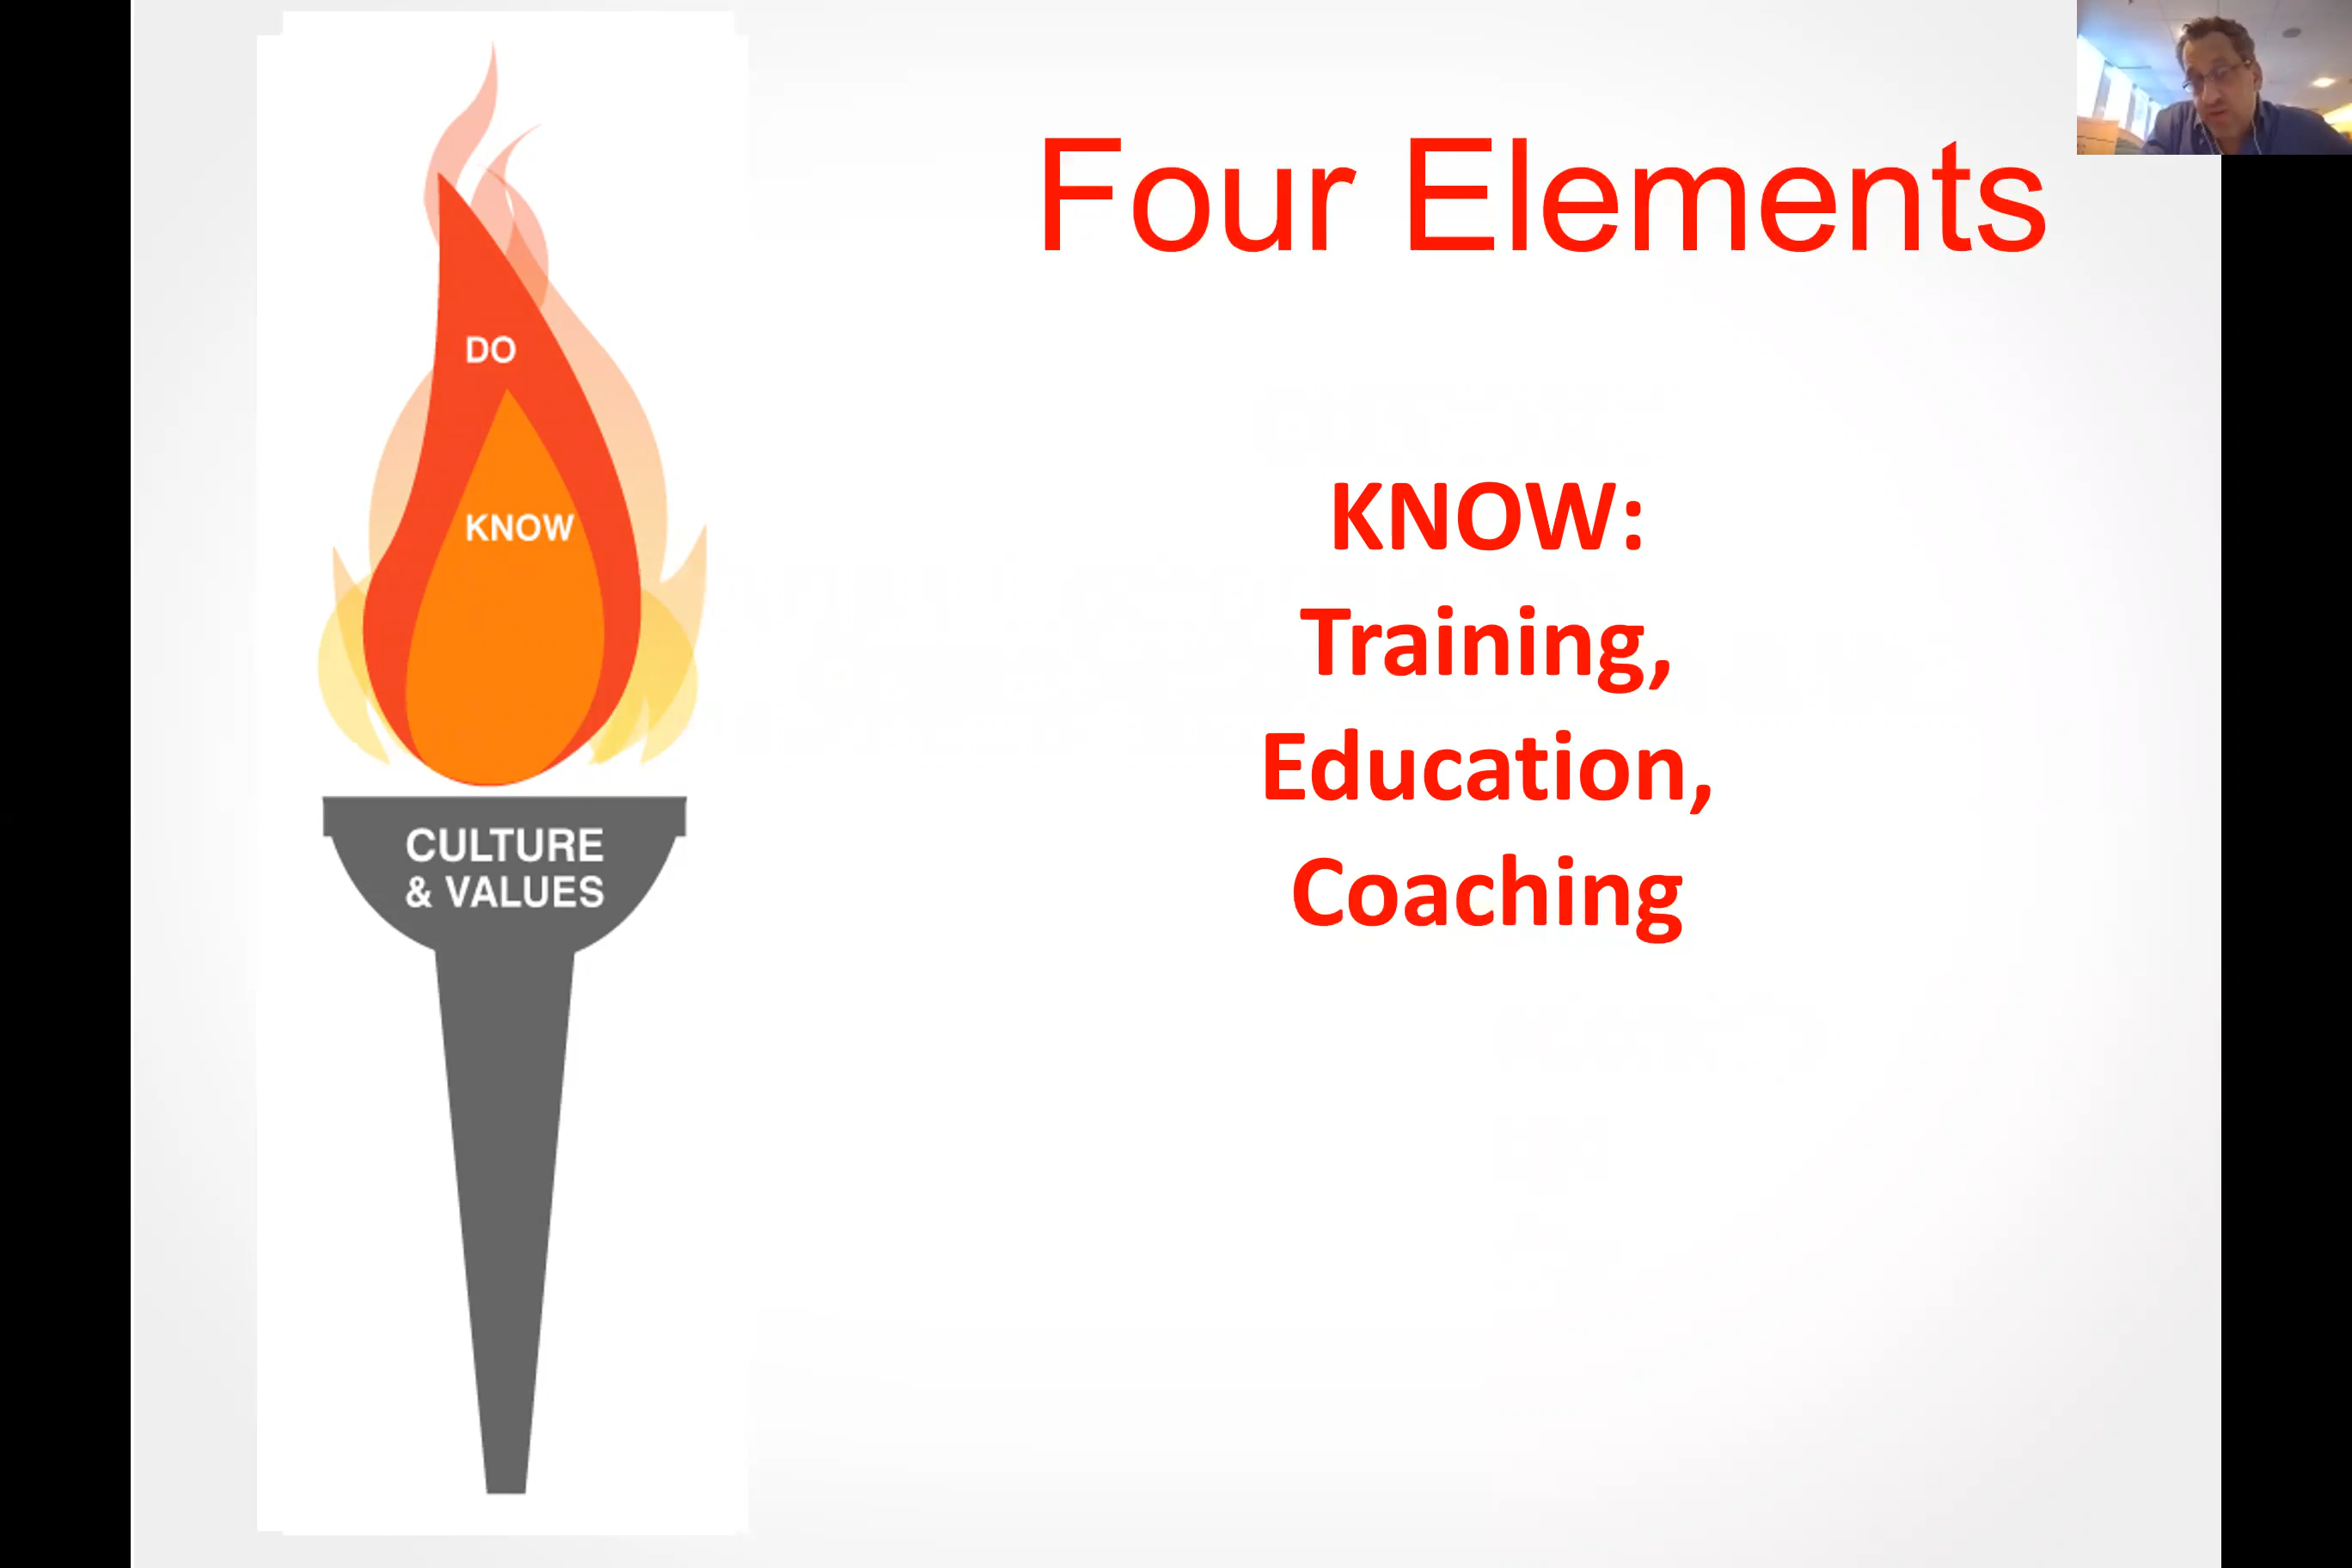 Four Elements
DO
KNOW
CULTURE
& VALUES
KNOW:
Training,
Education,
Coaching